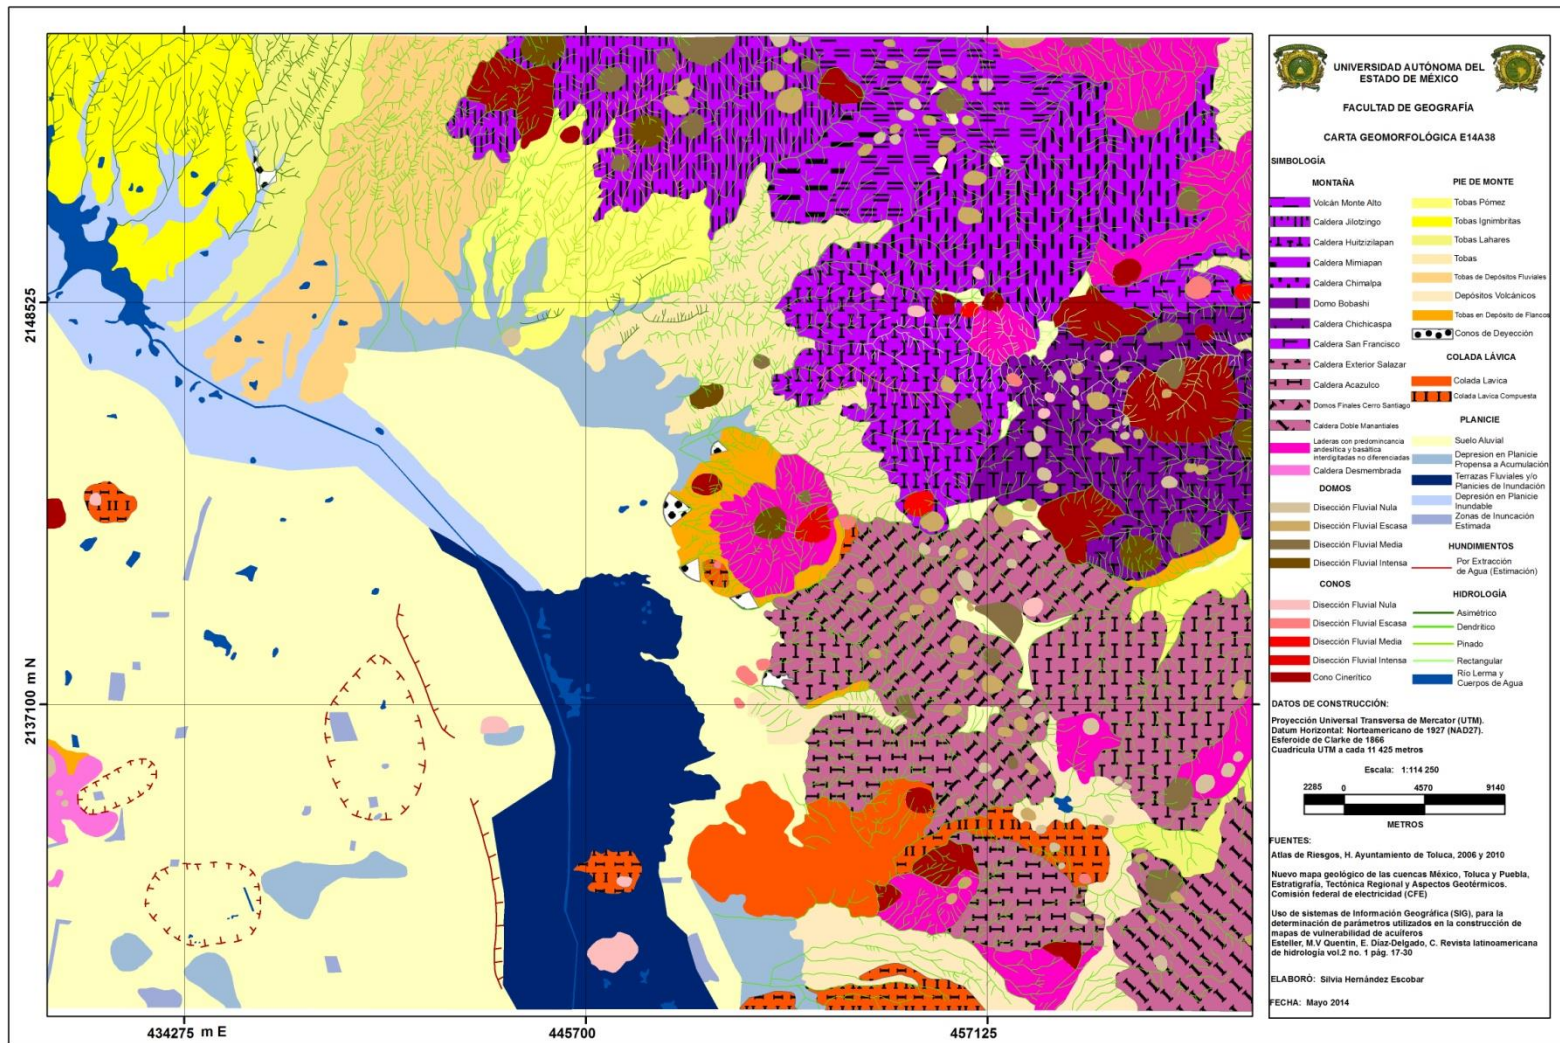 UNIVERSIDAD AUTÓNOMA DEL
ESTADO DE MÉXICO
FACULTAD DE GEOGRAFÍA
CARTA GEOMORFOLÓGICA E14A38
SIMBOLOGÍA
MONTAÑA
Volcán Monte Alto
Caldera Jilotzingo
Caldera Huitzizilapan
Caldera Mimiapan
Caldera Chimalpa
Domo Bobashi
Caldera Chichicaspa
Caldera San Francisco
Caldera Exterior Salazar
Caldera Acazulco
Domos Finales Cerro Santiago
Caldera Doble Manantiales
Laderas con predominancia
andesitica y basáltica
interdigitadas no diferenciadas
Caldera Desmembrada
DOMOS
Disección Fluvial Nula
Disección Fluvial Escasa
Disección Fluvial Media
Disección Fluvial Intensa
CONOS
Disección Fluvial Nula
Disección Fluvial Escasa
Disección Fluvial Media
Disección Fluvial Intensa
Cono Cinerítico
PIE DE MONTE
Tobas Pómez
Tobas Ignimbritas
Tobas Lahares
Tobas
Tobas de Depósitos Fluviales
Depósitos Volcánicos
Tobas en Depósito de Flancos
Conos de Deyección
COLADA LÁVICA
Colada Lavica
Colada Lavica Compuesta
PLANICIE
Suelo Aluvial
Depresion en Planicie
Propensa a Acumulación
Terrazas Fluviales y/o
Planicies de Inundación
Depresión en Planicie
Inundable
Zonas de Inuncación
Estimada
HUNDIMIENTOS
Por Extracción
de Agua (Estimación)
HIDROLOGÍA
Asimétrico
Dendrítico
Pinado
Rectangular
Río Lerma y
Cuerpos de Agua
DATOS DE CONSTRUCCIÓN:
Proyección Universal Transversa de Mercator (UTM).
Datum Horizontal: Norteamericano de 1927 (NAD27).
Esferoide de Clarke de 1866
Cuadrícula UTM a cada 11 425 metros
Escala: 1:114 250
2285 0 4570 9140
METROS
FUENTES:
Atlas de Riesgos, H. Ayuntamiento de Toluca, 2006 y 2010
Nuevo mapa geológico de las cuencas México, Toluca y Puebla,
Estratigrafía, Tectónica Regional y Aspectos Geotérmicos.
Comisión federal de electricidad (CFE)
Uso de sistemas de Información Geográfica (SIG), para la
determinación de parámetros utilizados en la construcción de
mapas de vulnerabilidad de acuíferos
Esteller, M.V Quentin, E. Díaz-Delgado, C. Revista latinoamericana
de hidrología vol.2 no. 1 pág. 17-30
ELABORÓ: Silvia Hernández Escobar
FECHA: Mayo 2014
2148525
2137100 m N
434275 m E
445700
457125